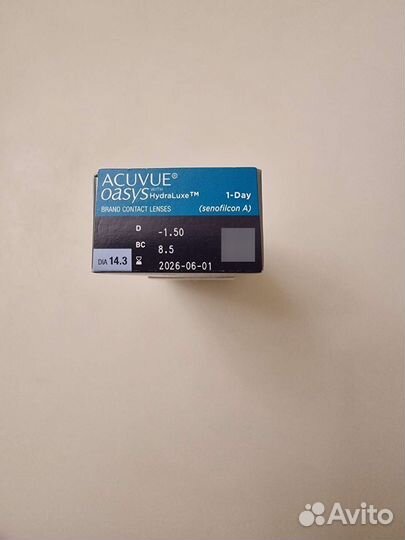 ACUVUE®
oasys WITH HydraLuxe™ 1-Day
BRAND CONTACT LENSES (senofilcon A)
D -1.50
BC 8.5
DIA 14.3 2026-06-01
Avito